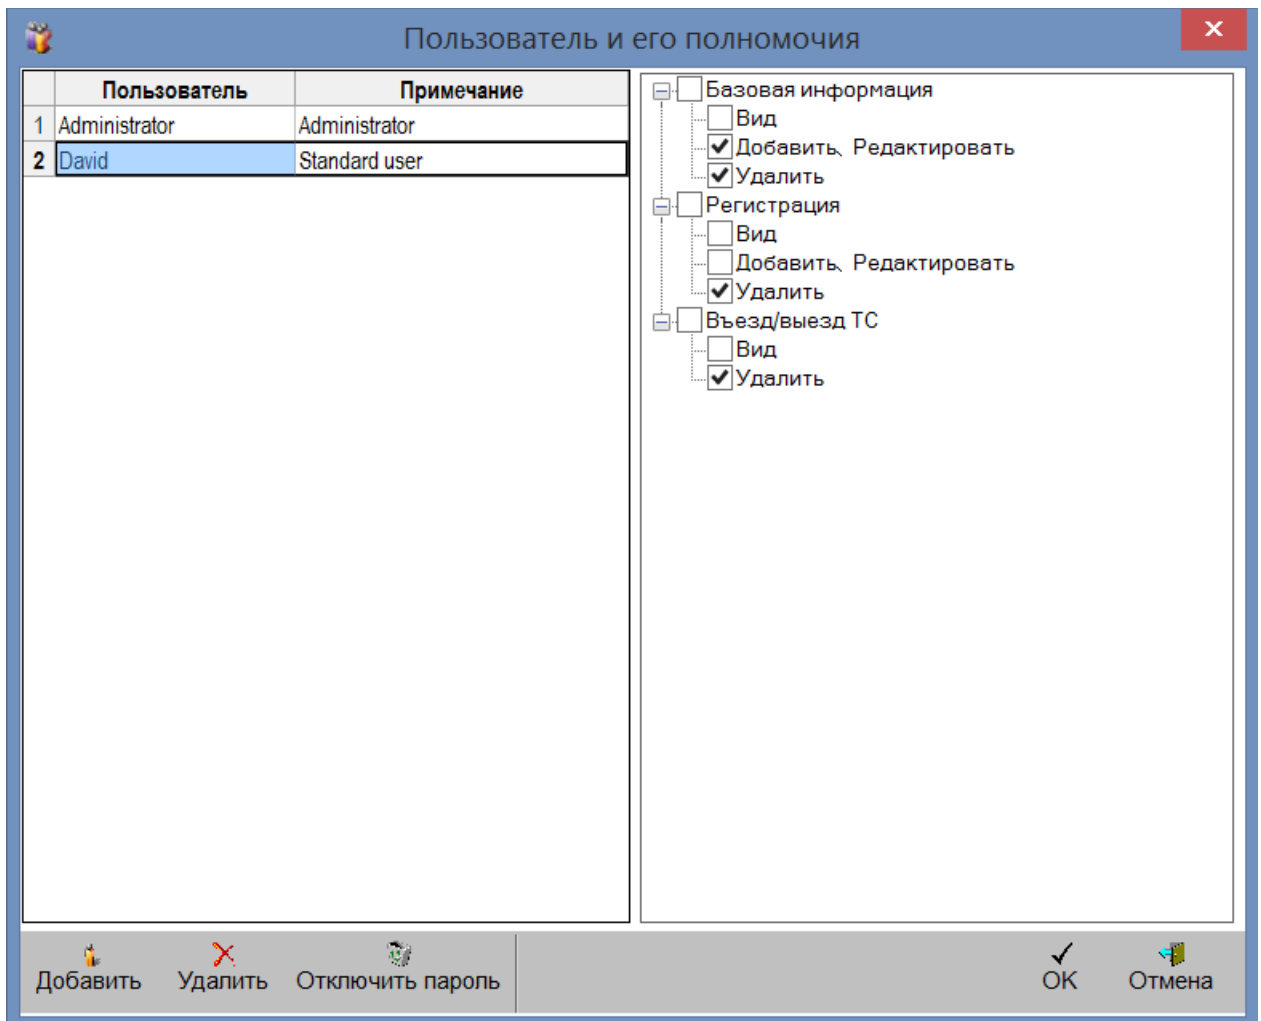 Пользователь и его полномочия
x
Пользователь Примечание
1 Administrator Administrator
2 David Standard user
Базовая информация
Вид
Добавить、Редактировать
Удалить
Регистрация
Вид
Добавить、Редактировать
Удалить
Въезд/выезд ТС
Вид
Удалить
Добавить Удалить Отключить пароль OK Отмена